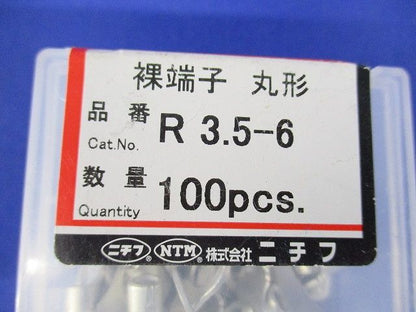 裸端子 丸形
品番 R 3.5-6
Cat.No.
数量 100pcs.
Quantity
ニチフ® NTM® 株式会社 ニチフ